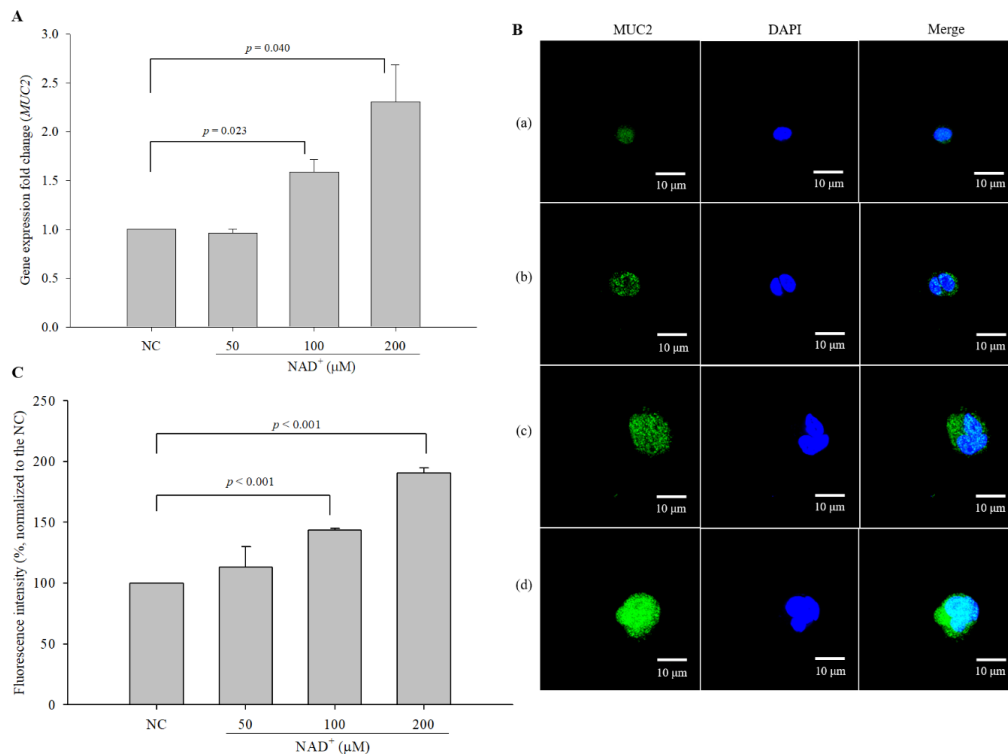 A
3.0
2.5
2.0
1.5
1.0
0.5
0.0
Gene expression fold change (MUC2)
p = 0.040
p = 0.023
NC
50
100
200
NAD⁺ (μM)
B
MUC2
DAPI
Merge
(a)
10 μm
10 μm
10 μm
(b)
10 μm
10 μm
10 μm
(c)
10 μm
10 μm
10 μm
(d)
10 μm
10 μm
10 μm
C
250
200
150
100
50
0
Fluorescence intensity (%, normalized to the NC)
p < 0.001
p < 0.001
NC
50
100
200
NAD⁺ (μM)